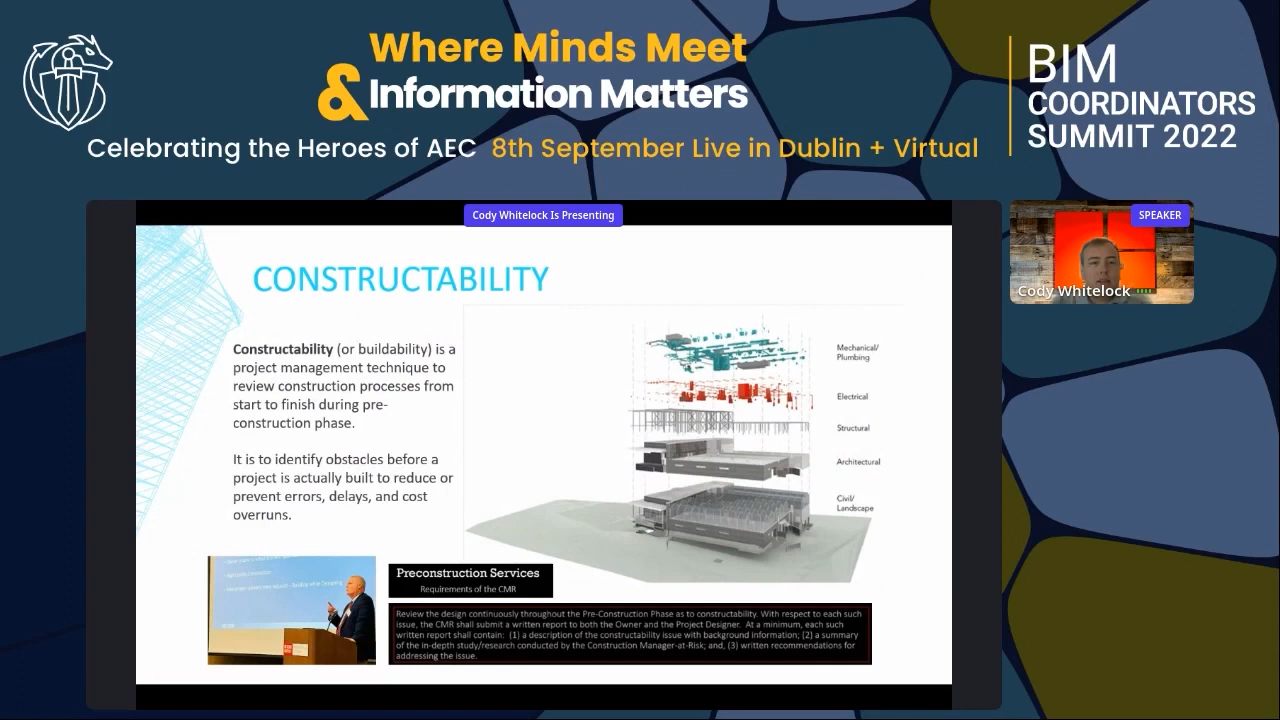 Where Minds Meet
& Information Matters
Celebrating the Heroes of AEC 8th September Live in Dublin + Virtual
BIM
COORDINATORS
SUMMIT 2022
Cody Whitelock Is Presenting
SPEAKER
Cody Whitelock
CONSTRUCTABILITY
Constructability (or buildability) is a
project management technique to
review construction processes from
start to finish during pre-
construction phase.
It is to identify obstacles before a
project is actually built to reduce or
prevent errors, delays, and cost
overruns.
Mechanical/
Plumbing
Electrical
Structural
Architectural
Civil/
Landscape
Preconstruction Services
Requirements of the CMR
Review the design continuously throughout the Pre-Construction Phase as to constructability. With respect to each such
issue, the CMR shall submit a written report to both the Owner and the Project Designer. At a minimum, each such
written report shall contain: (1) a description of the constructability issue with background information; (2) a summary
of the in-depth study/research conducted by the Construction Manager-at-Risk; and, (3) written recommendations for
addressing the issue.